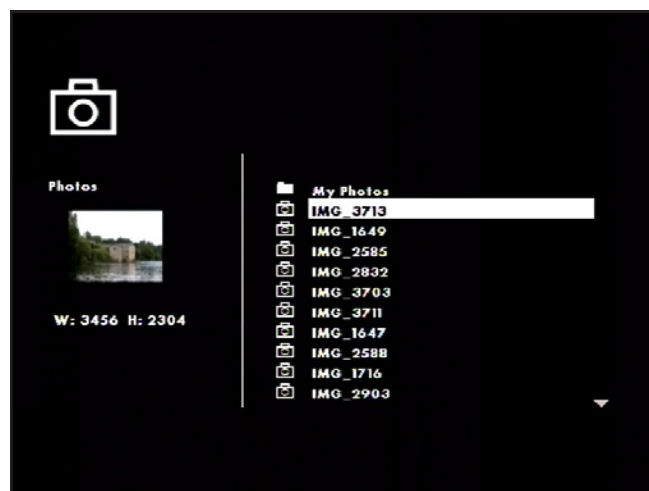 Photos
W: 3456 H: 2304
My Photos
IMG_3713
IMG_1649
IMG_2585
IMG_2832
IMG_3703
IMG_3711
IMG_1647
IMG_2588
IMG_1716
IMG_2903